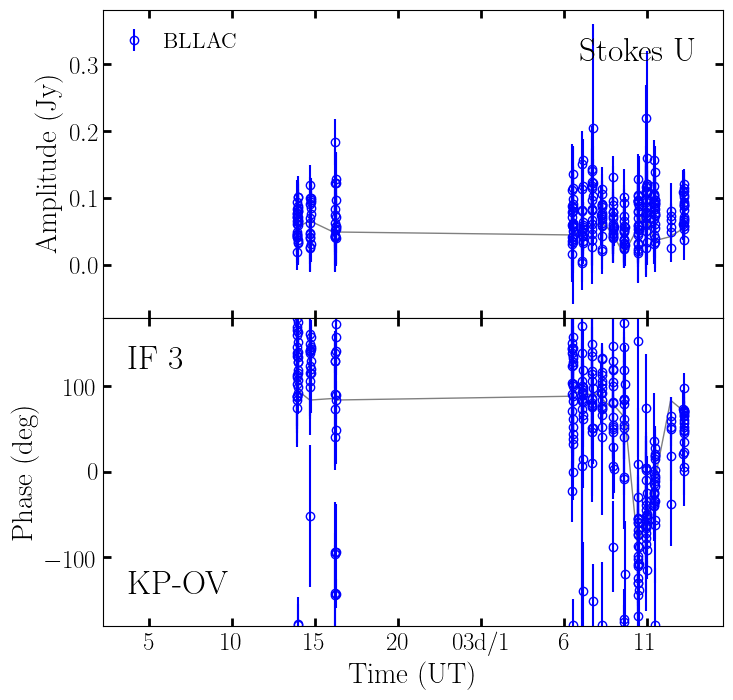 BLLAC
Stokes U
0.3
0.2
0.1
0.0
Amplitude (Jy)
IF 3
100
0
−100
Phase (deg)
KP-OV
5 10 15 20 03d/1 6 11
Time (UT)